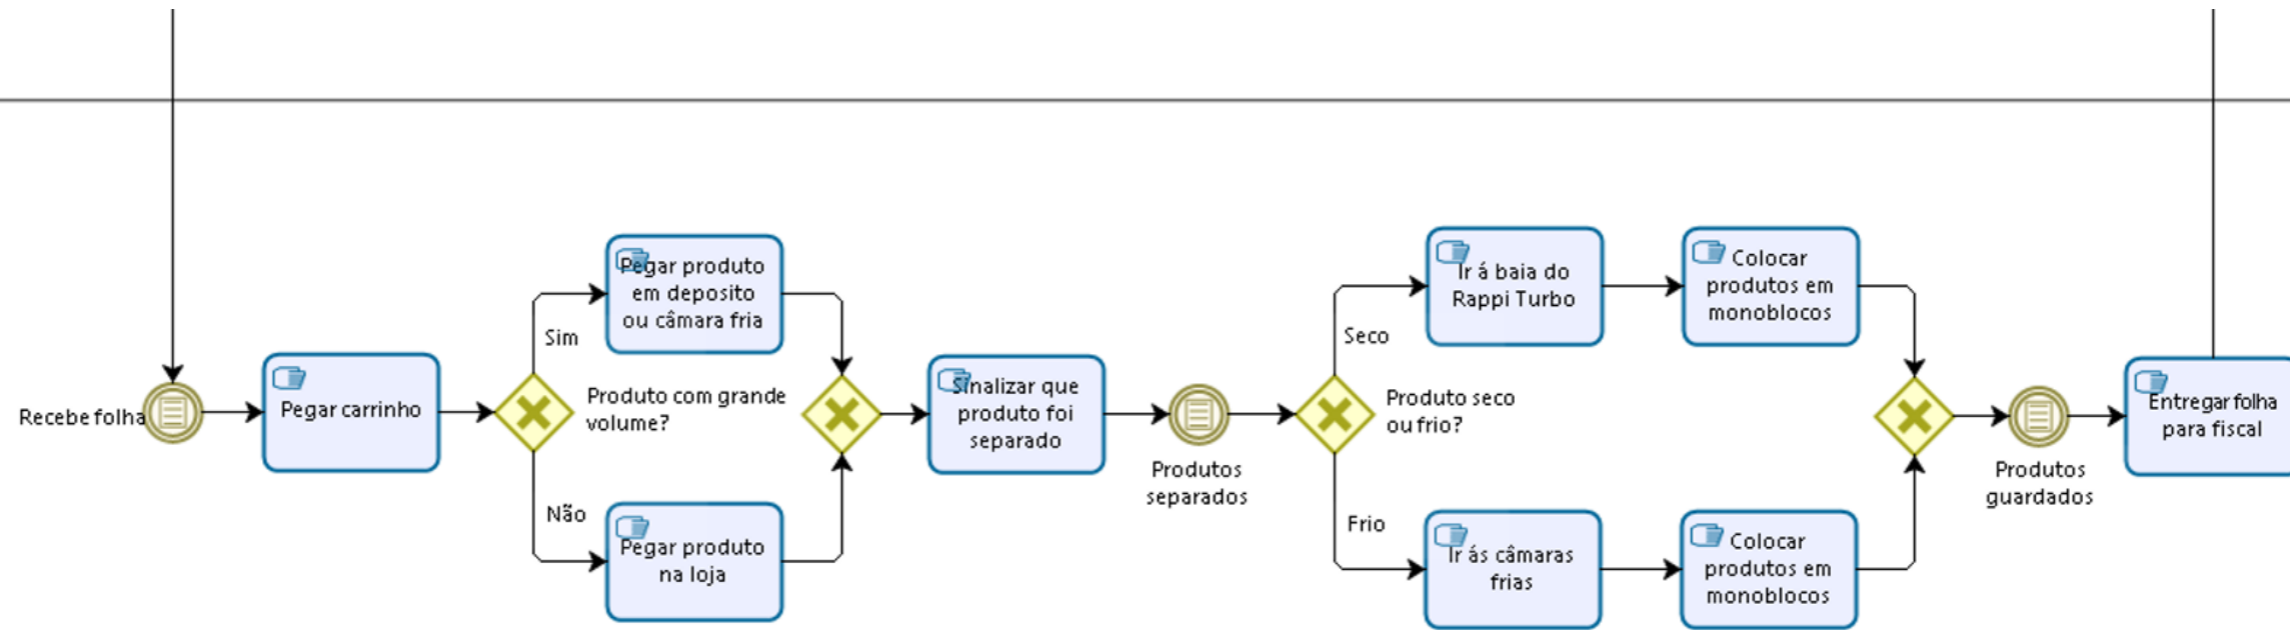 Recebe folha
Pegar carrinho
Sim
Pegar produto
em deposito
ou câmara fria
Produto com grande
volume?
Não
Pegar produto
na loja
Sinalizar que
produto foi
separado
Produtos
separados
Seco
Produto seco
ou frio?
Frio
Ir á baia do
Rappi Turbo
Colocar
produtos em
monoblocos
Ir ás câmaras
frias
Colocar
produtos em
monoblocos
Produtos
guardados
Entregar folha
para fiscal